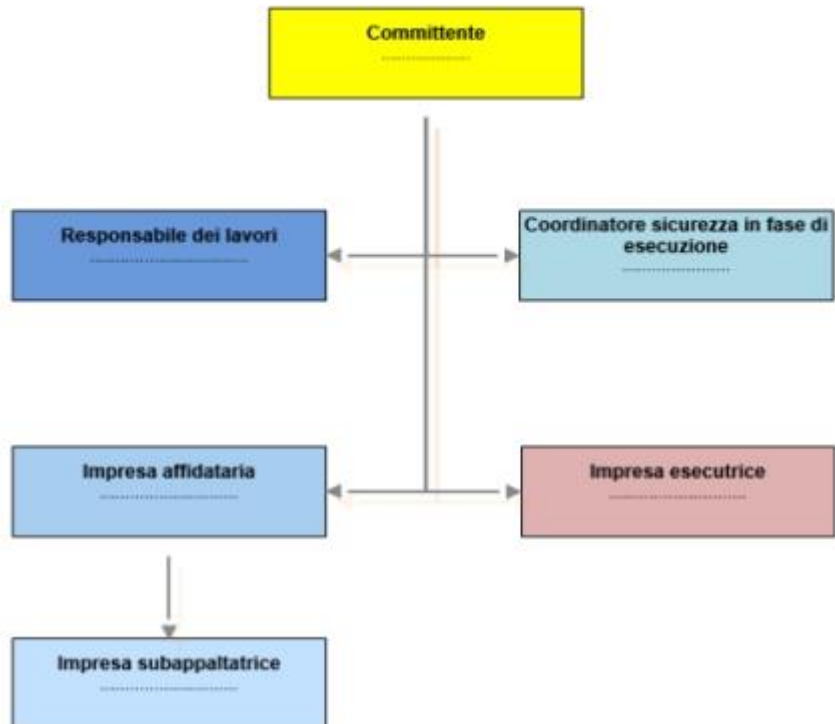 Committente
....................
Responsabile dei lavori
....................................
Coordinatore sicurezza in fase di
esecuzione
.........................
Impresa affidataria
................................
Impresa esecutrice
................................
Impresa subappaltatrice
................................